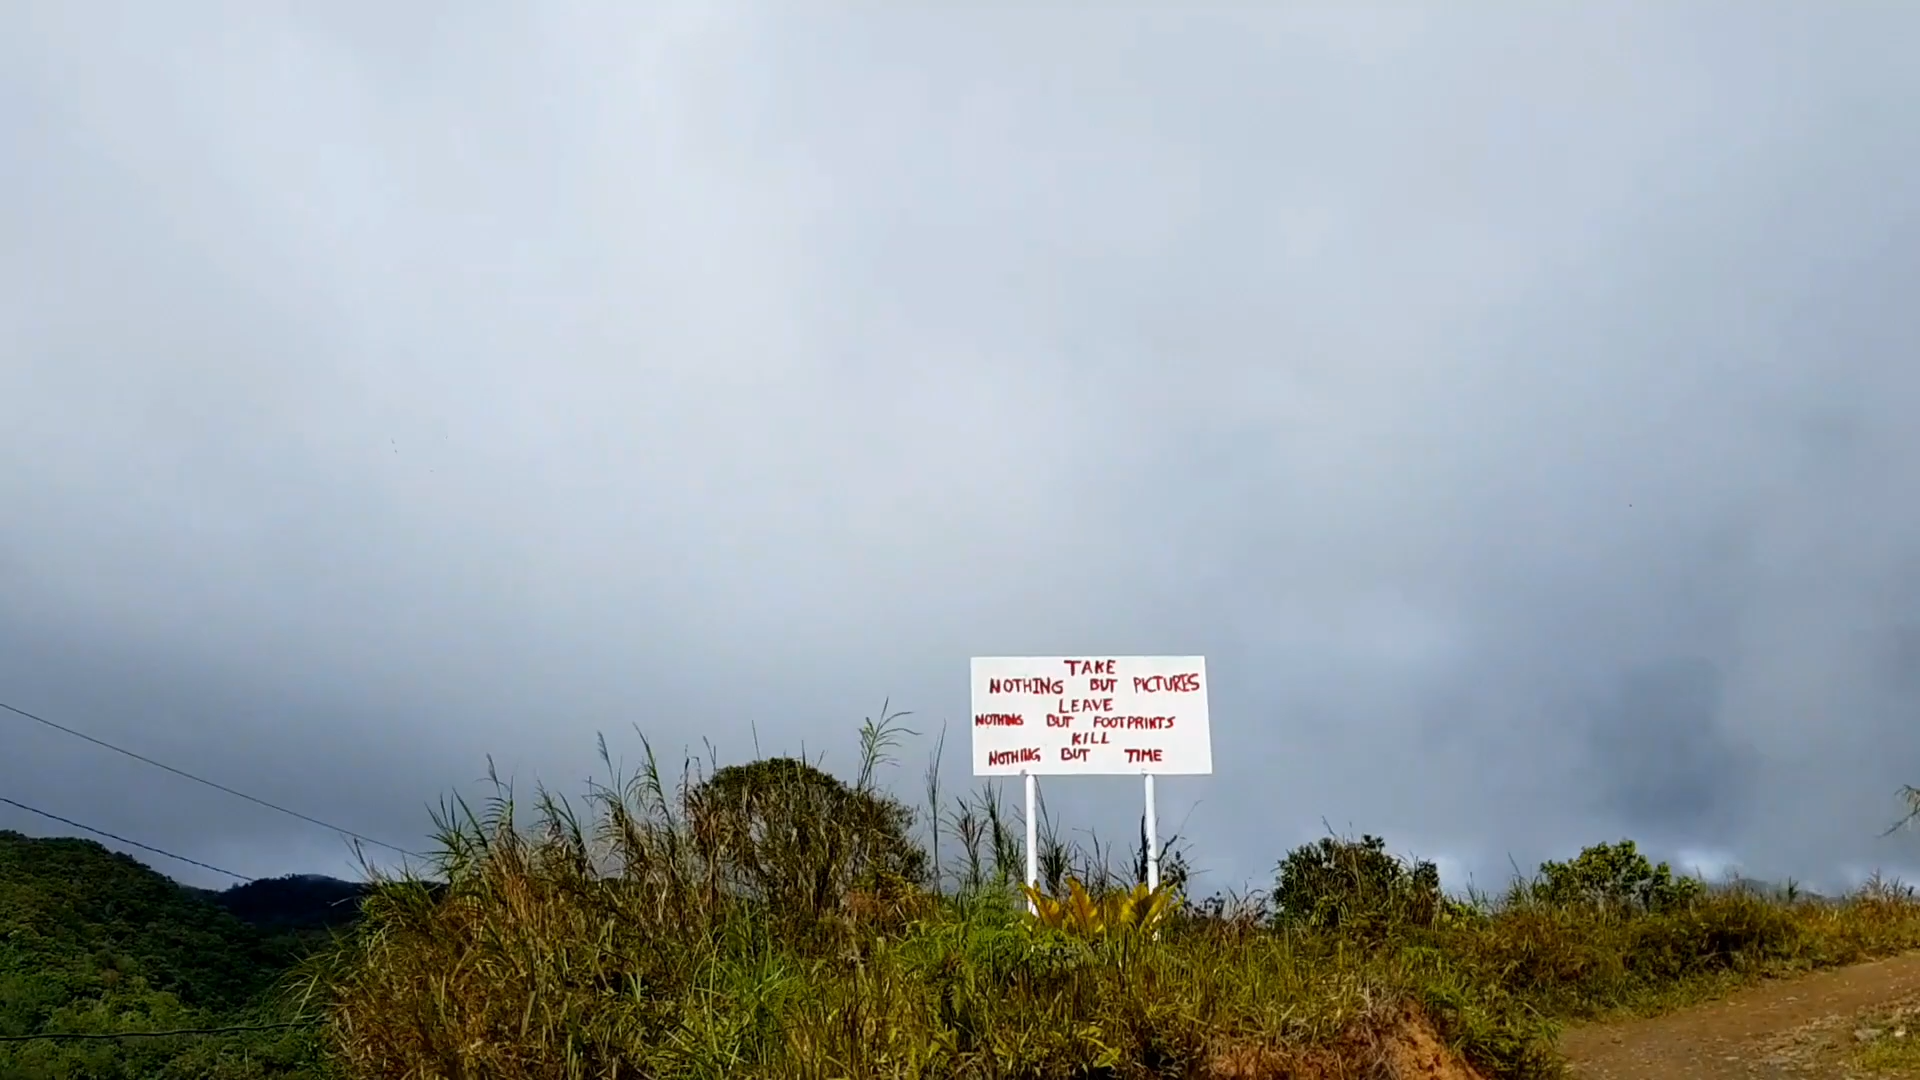 TAKE
NOTHING BUT PICTURES
LEAVE
NOTHING BUT FOOTPRINTS
KILL
NOTHING BUT TIME